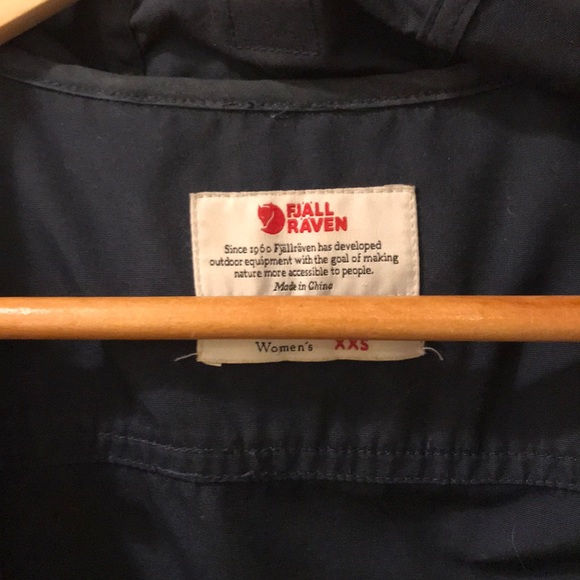 FJÄLL
RÄVEN
Since 1960 Fjällräven has developed
outdoor equipment with the goal of making
nature more accessible to people.
Made in China
Women's XXS